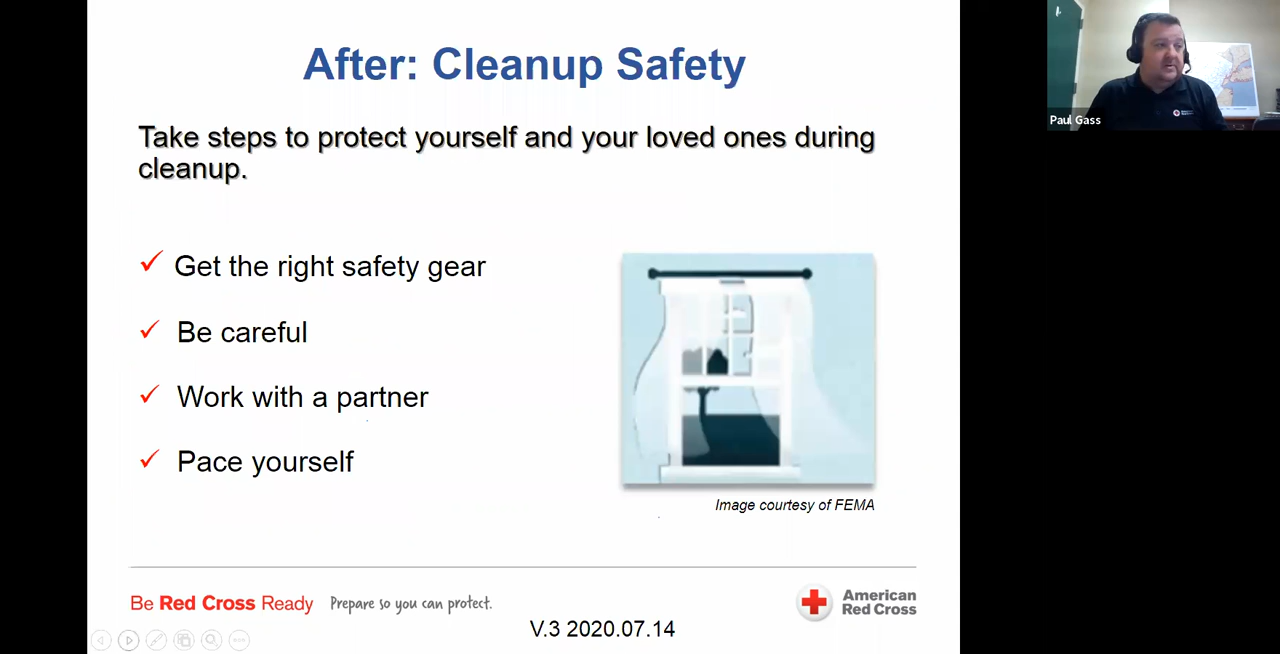 After: Cleanup Safety
Take steps to protect yourself and your loved ones during
cleanup.
Get the right safety gear
Be careful
Work with a partner
Pace yourself
Image courtesy of FEMA
Be Red Cross Ready
Prepare so you can protect.
American
Red Cross
V.3 2020.07.14
Paul Gass